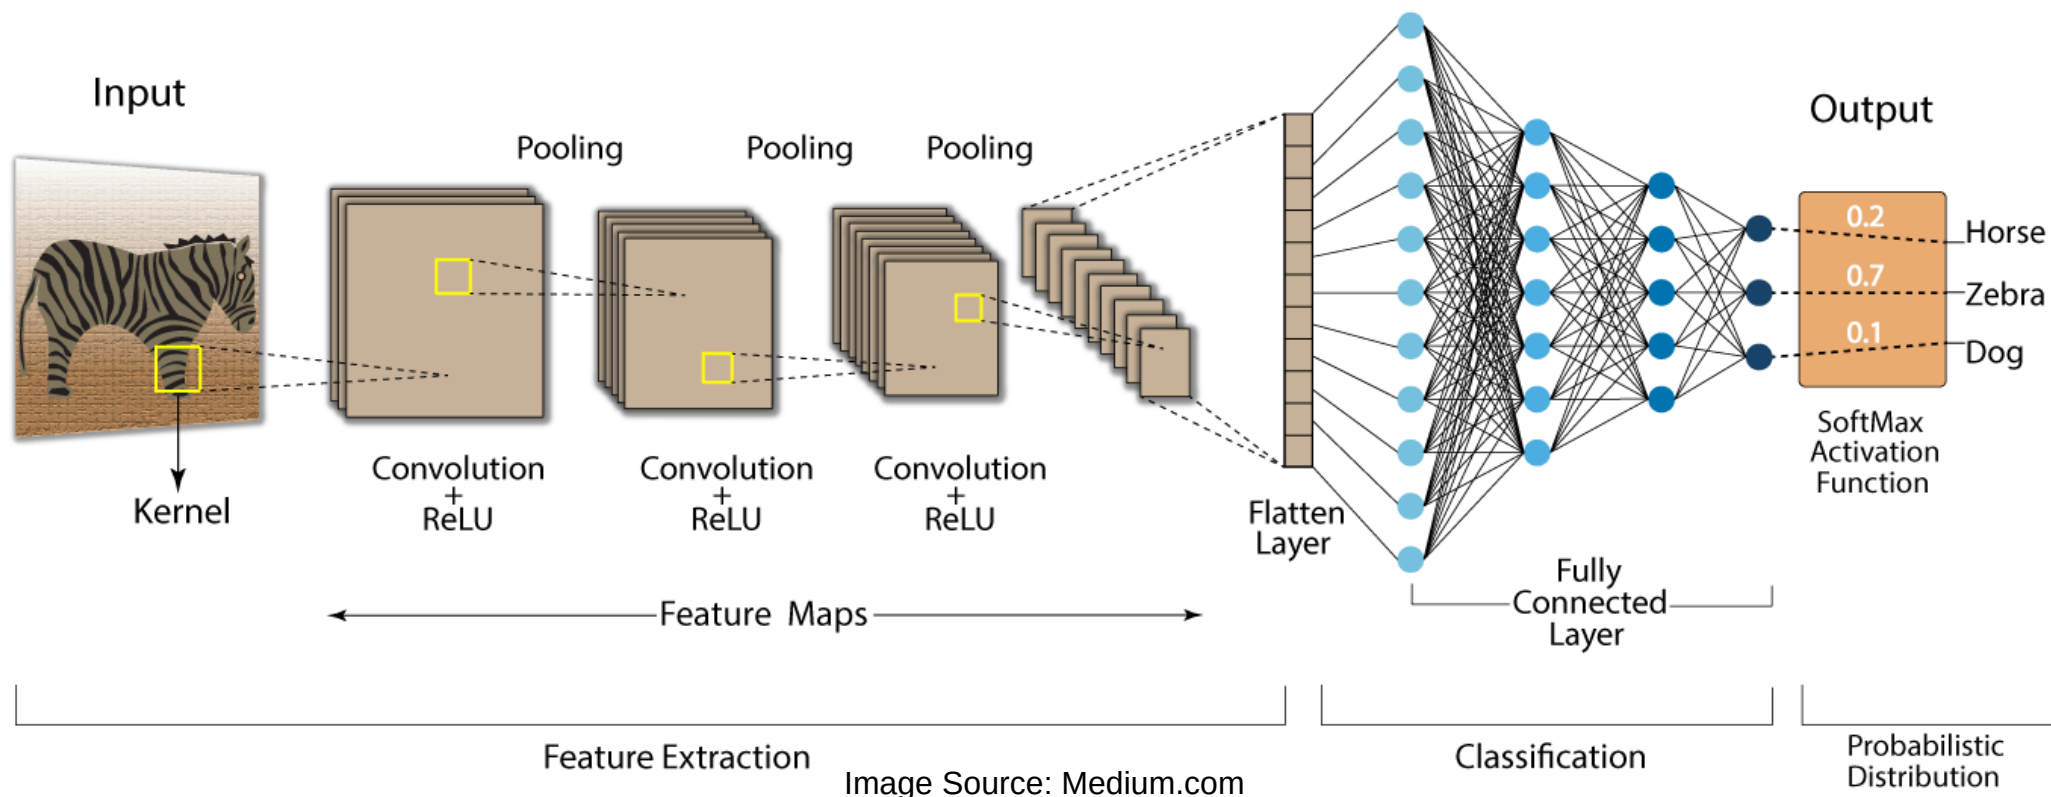 Input
Kernel
Pooling
Pooling
Pooling
Convolution
+
ReLU
Convolution
+
ReLU
Convolution
+
ReLU
Feature Maps
Flatten
Layer
Fully
Connected
Layer
Output
0.2
Horse
0.7
Zebra
0.1
Dog
SoftMax
Activation
Function
Feature Extraction
Classification
Probabilistic
Distribution
Image Source: Medium.com